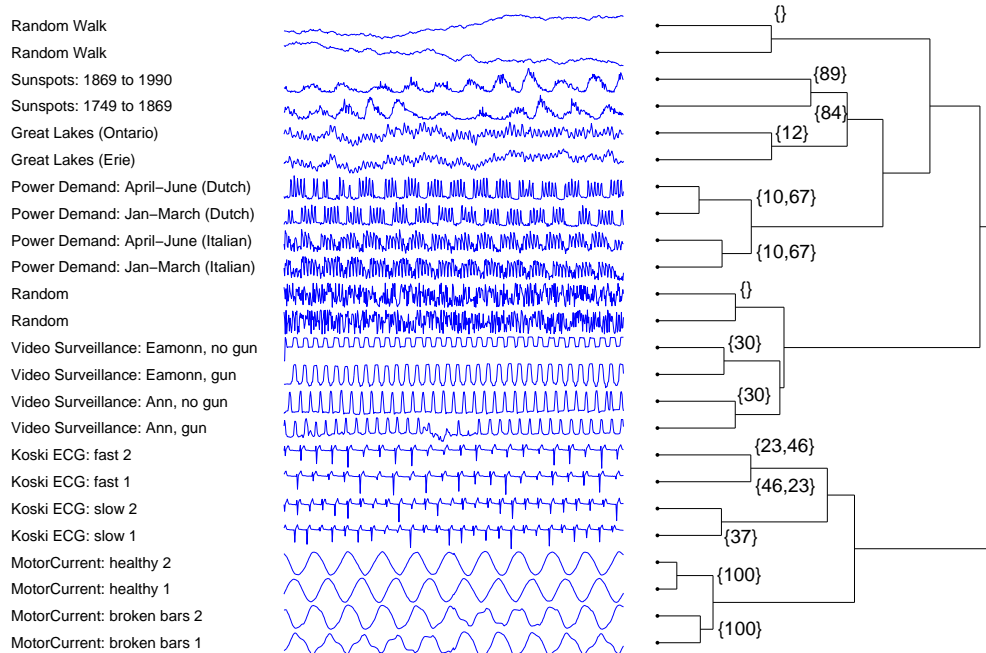 Random Walk
{}
Random Walk
Sunspots: 1869 to 1990
{89}
Sunspots: 1749 to 1869
{84}
Great Lakes (Ontario)
{12}
Great Lakes (Erie)
Power Demand: April−June (Dutch)
{10,67}
Power Demand: Jan−March (Dutch)
Power Demand: April−June (Italian)
{10,67}
Power Demand: Jan−March (Italian)
Random
{}
Random
Video Surveillance: Eamonn, no gun
{30}
Video Surveillance: Eamonn, gun
Video Surveillance: Ann, no gun
{30}
Video Surveillance: Ann, gun
Koski ECG: fast 2
{23,46}
Koski ECG: fast 1
{46,23}
Koski ECG: slow 2
Koski ECG: slow 1
{37}
MotorCurrent: healthy 2
{100}
MotorCurrent: healthy 1
MotorCurrent: broken bars 2
{100}
MotorCurrent: broken bars 1